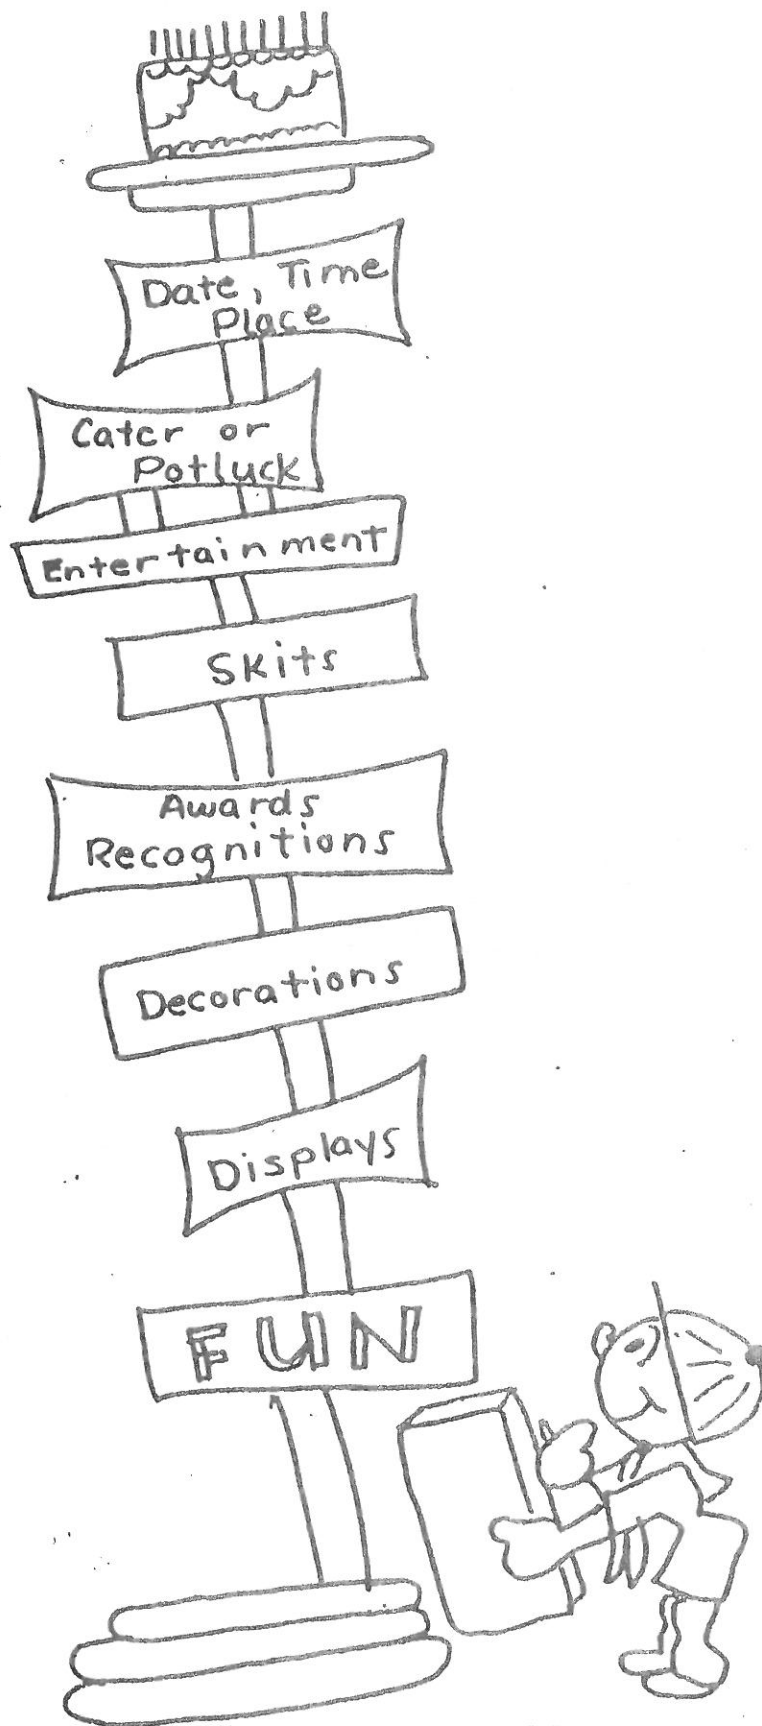 Date, Time
Place
Cater or
Potluck
Entertainment
Skits
Awards
Recognitions
Decorations
Displays
FUN